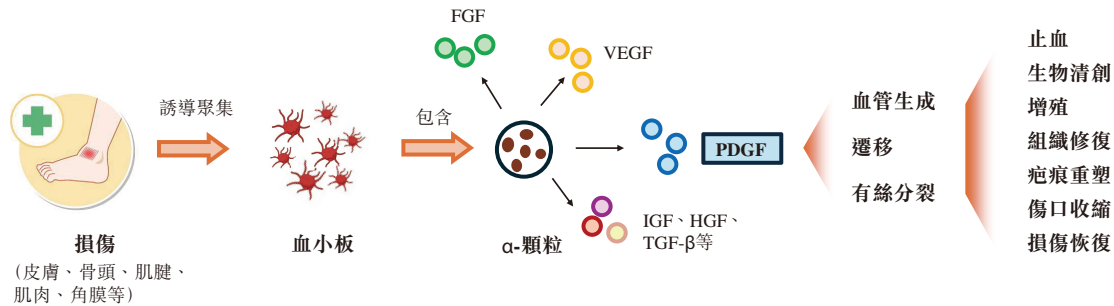 誘導聚集
損傷
(皮膚、骨頭、肌腱、
肌肉、角膜等)
血小板
包含
FGF
VEGF
α-顆粒
PDGF
IGF、HGF、
TGF-β等
血管生成
遷移
有絲分裂
止血
生物清創
增殖
組織修復
疤痕重塑
傷口收縮
損傷恢復